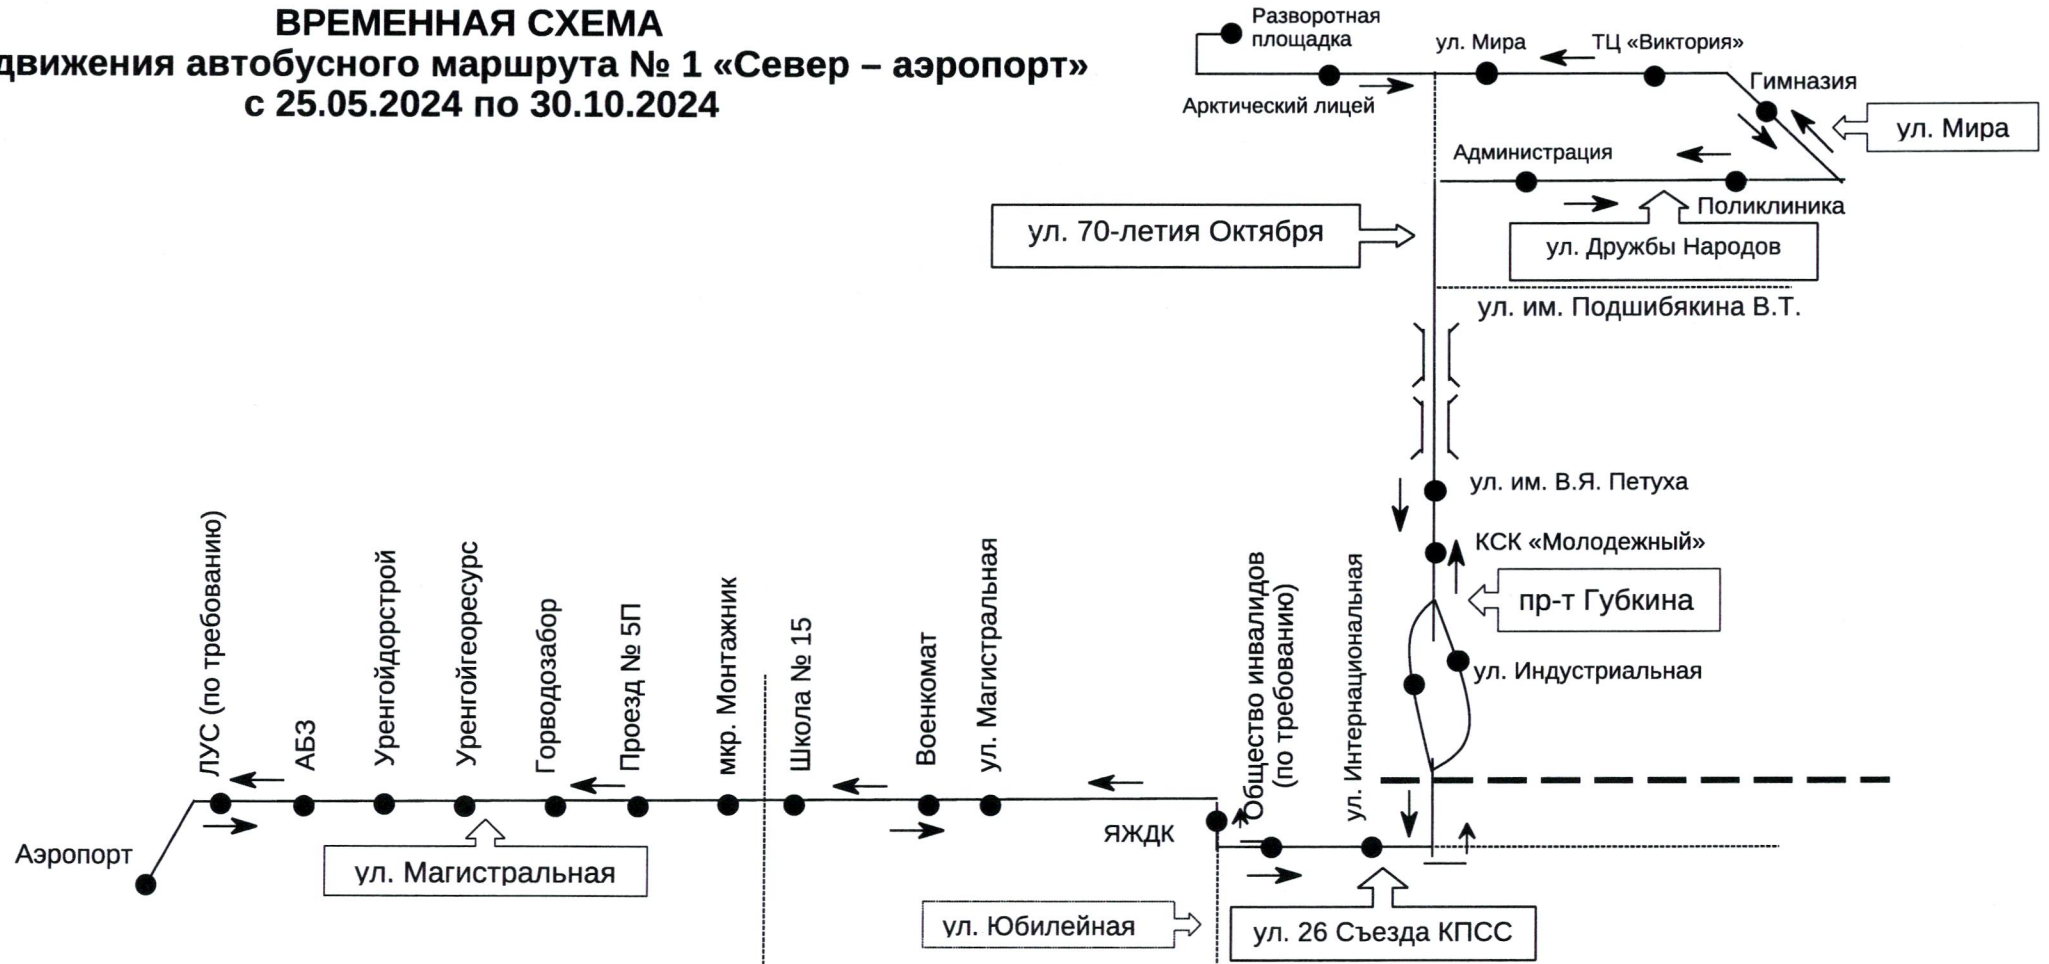 ВРЕМЕННАЯ СХЕМА
движения автобусного маршрута № 1 «Север – аэропорт»
с 25.05.2024 по 30.10.2024
Разворотная
площадка
Арктический лицей
ул. Мира
ТЦ «Виктория»
Гимназия
ул. Мира
Администрация
Поликлиника
ул. 70-летия Октября
ул. Дружбы Народов
ул. им. Подшибякина В.Т.
ул. им. В.Я. Петуха
КСК «Молодежный»
пр-т Губкина
ул. Индустриальная
ул. Интернациональная
Общество инвалидов
(по требованию)
ЯЖДК
ул. Магистральная
Военкомат
Школа № 15
мкр. Монтажник
Проезд № 5П
Горводозабор
Уренгойгеоресурс
Уренгойдорстрой
АБЗ
ЛУС (по требованию)
Аэропорт
ул. Магистральная
ул. Юбилейная
ул. 26 Съезда КПСС